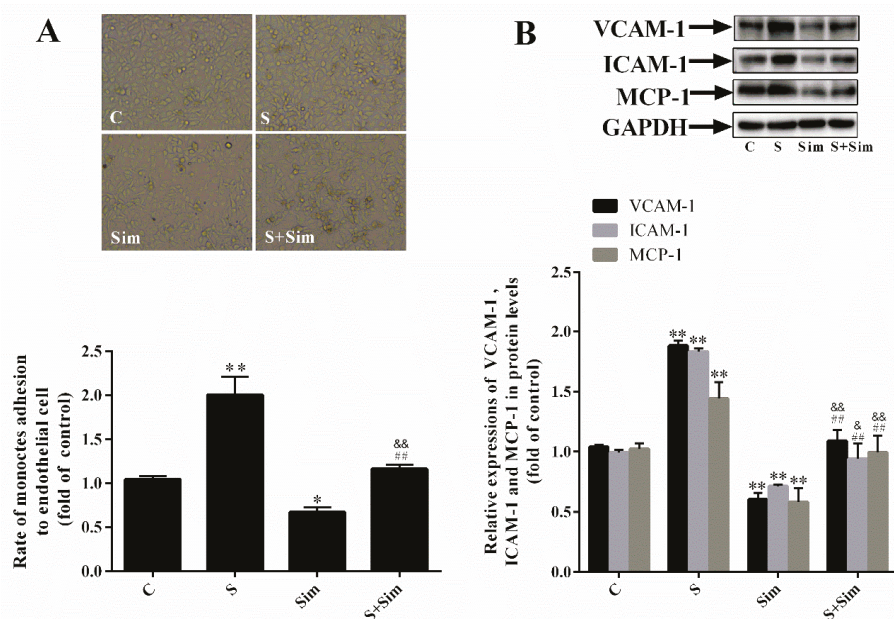 A
C
S
Sim
S+Sim
Rate of monoctes adhesion
to endothelial cell
(fold of control)
2.5
2.0
1.5
1.0
0.5
0.0
**
*
&&
##
C
S
Sim
S+Sim
B
VCAM-1
ICAM-1
MCP-1
GAPDH
C S Sim S+Sim
VCAM-1
ICAM-1
MCP-1
Relative expressions of VCAM-1 ,
ICAM-1 and MCP-1 in protein levels
(fold of control)
2.5
2.0
1.5
1.0
0.5
0.0
** **
**
** ** **
&& & &&
## ## ##
C
S
Sim
S+Sim